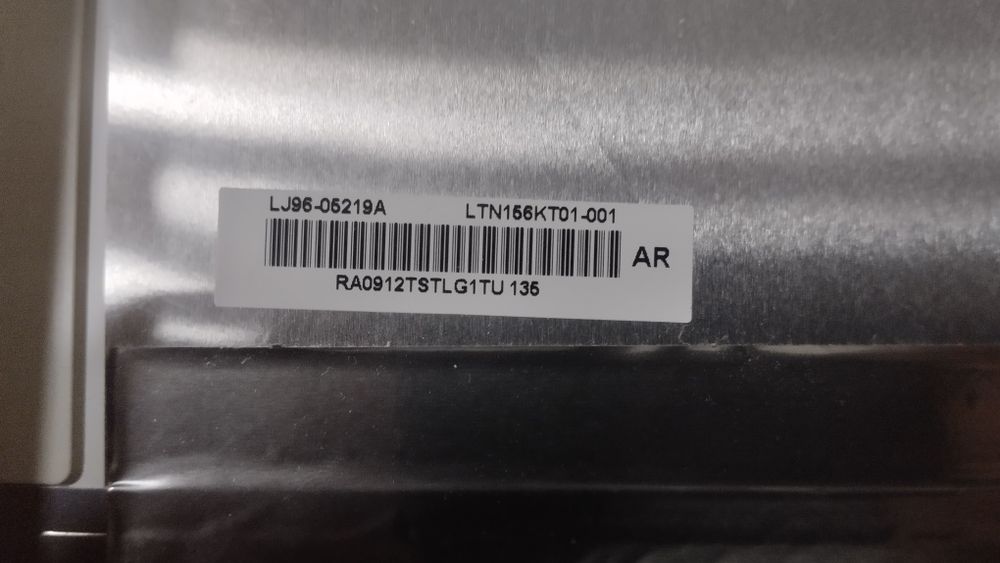 LJ96-05219A LTN156KT01-001
AR
RA0912TSTLG1TU 135